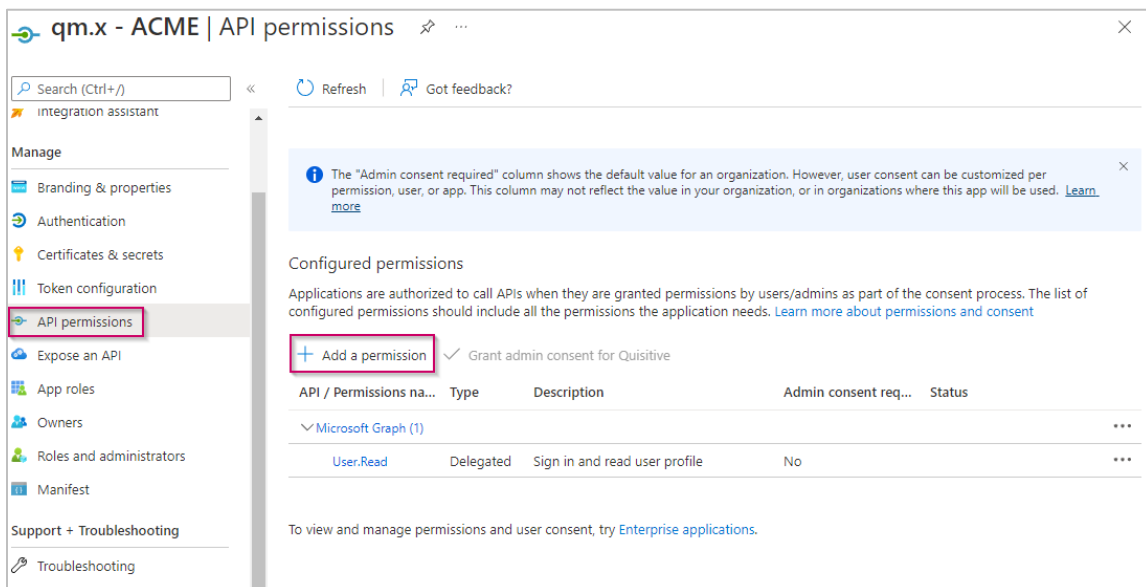 qm.x - ACME | API permissions
Search (Ctrl+/)
Integration assistant
Manage
Branding & properties
Authentication
Certificates & secrets
Token configuration
API permissions
Expose an API
App roles
Owners
Roles and administrators
Manifest
Support + Troubleshooting
Troubleshooting
Refresh
Got feedback?
The "Admin consent required" column shows the default value for an organization. However, user consent can be customized per
permission, user, or app. This column may not reflect the value in your organization, or in organizations where this app will be used. Learn
more
Configured permissions
Applications are authorized to call APIs when they are granted permissions by users/admins as part of the consent process. The list of
configured permissions should include all the permissions the application needs. Learn more about permissions and consent
Add a permission Grant admin consent for Quisitive
API / Permissions na... Type Description Admin consent req... Status
Microsoft Graph (1)
User.Read Delegated Sign in and read user profile No
To view and manage permissions and user consent, try Enterprise applications.